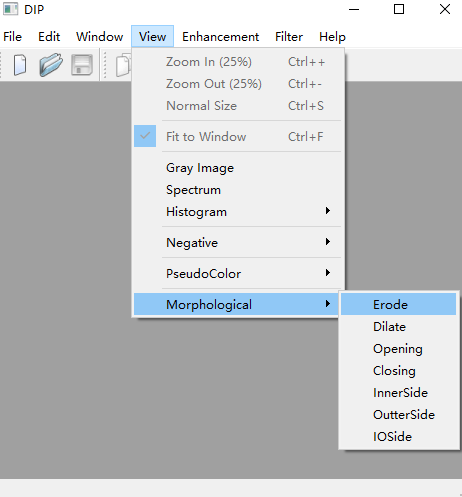 DIP
File Edit Window View Enhancement Filter Help
Zoom In (25%) Ctrl++
Zoom Out (25%) Ctrl+-
Normal Size Ctrl+S
Fit to Window Ctrl+F
Gray Image
Spectrum
Histogram
Negative
PseudoColor
Morphological
Erode
Dilate
Opening
Closing
InnerSide
OutterSide
IOSide